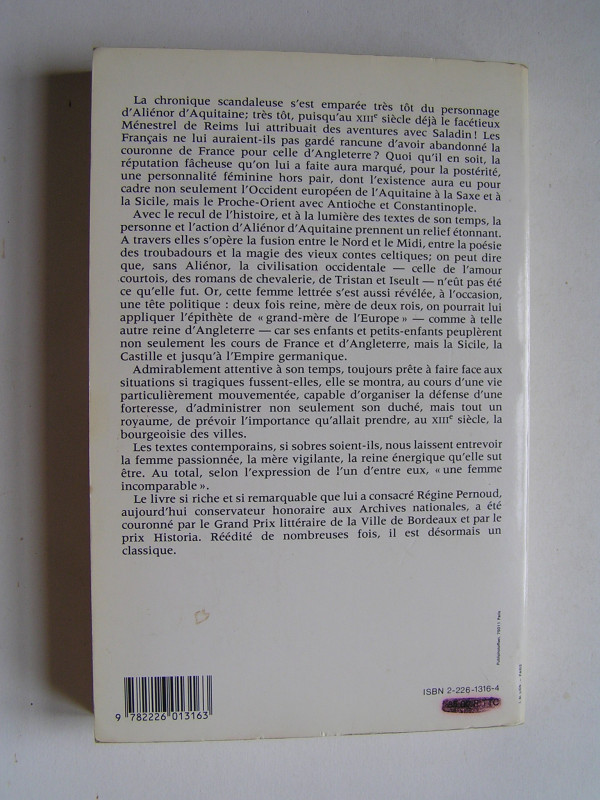 La chronique scandaleuse s'est emparée très tôt du personnage
d'Aliénor d'Aquitaine; très tôt, puisqu'au XIIIe siècle déjà le facétieux
Ménestrel de Reims lui attribuait des aventures avec Saladin ! Les
Français ne lui auraient-ils pas gardé rancune d'avoir abandonné la
couronne de France pour celle d'Angleterre ? Quoi qu'il en soit, la
réputation fâcheuse qu'on lui a faite aura marqué, pour la postérité,
une personnalité féminine hors pair, dont l'existence aura eu pour
cadre non seulement l'Occident européen de l'Aquitaine à la Saxe et à
la Sicile, mais le Proche-Orient avec Antioche et Constantinople.
Avec le recul de l'histoire, et à la lumière des textes de son temps, la
personne et l'action d'Aliénor d'Aquitaine prennent un relief étonnant.
A travers elles s'opère la fusion entre le Nord et le Midi, entre la poésie
des troubadours et la magie des vieux contes celtiques; on peut dire
que, sans Aliénor, la civilisation occidentale — celle de l'amour
courtois, des romans de chevalerie, de Tristan et Iseult — n'eût pas été
ce qu'elle fut. Or, cette femme lettrée s'est aussi révélée, à l'occasion,
une tête politique : deux fois reine, mère de deux rois, on pourrait lui
appliquer l'épithète de « grand-mère de l'Europe » — comme à telle
autre reine d'Angleterre — car ses enfants et petits-enfants peuplèrent
non seulement les cours de France et d'Angleterre, mais la Sicile, la
Castille et jusqu'à l'Empire germanique.
Admirablement attentive à son temps, toujours prête à faire face aux
situations si tragiques fussent-elles, elle se montra, au cours d'une vie
particulièrement mouvementée, capable d'organiser la défense d'une
forteresse, d'administrer non seulement son duché, mais tout un
royaume, de prévoir l'importance qu'allait prendre, au XIIIe siècle, la
bourgeoisie des villes.
Les textes contemporains, si sobres soient-ils, nous laissent entrevoir
la femme passionnée, la mère vigilante, la reine énergique qu'elle sut
être. Au total, selon l'expression de l'un d'entre eux, « une femme
incomparable ».
Le livre si riche et si remarquable que lui a consacré Régine Pernoud,
aujourd'hui conservateur honoraire aux Archives nationales, a été
couronné par le Grand Prix littéraire de la Ville de Bordeaux et par le
prix Historia. Réédité de nombreuses fois, il est désormais un
classique.
ISBN 2-226-1316-4
9 782226 013163